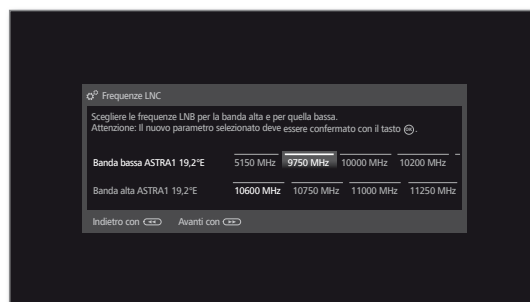 Frequenze LNC
Scegliere le frequenze LNB per la banda alta e per quella bassa.
Attenzione: Il nuovo parametro selezionato deve essere confermato con il tasto OK.
Banda bassa ASTRA1 19,2°E 5150 MHz 9750 MHz 10000 MHz 10200 MHz
Banda alta ASTRA1 19,2°E 10600 MHz 10750 MHz 11000 MHz 11250 MHz
Indietro con ◄◄ Avanti con ►►